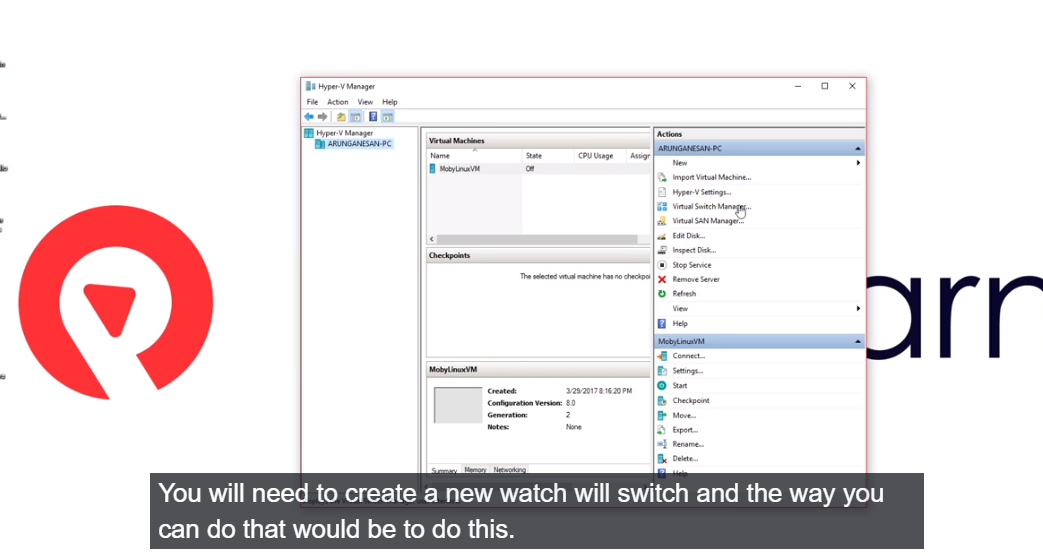 Hyper-V Manager
File Action View Help
Hyper-V Manager
ARUNGANESAN-PC
Virtual Machines
Name State CPU Usage Assigr
MobyLinuxVM Off
Checkpoints
The selected virtual machine has no checkpoi
MobyLinuxVM
Created: 3/29/2017 8:16:20 PM
Configuration Version: 8.0
Generation: 2
Notes: None
Summary Memory Networking
Actions
ARUNGANESAN-PC
New
Import Virtual Machine...
Hyper-V Settings...
Virtual Switch Manager...
Virtual SAN Manager...
Edit Disk...
Inspect Disk...
Stop Service
Remove Server
Refresh
View
Help
MobyLinuxVM
Connect...
Settings...
Start
Checkpoint
Move...
Export...
Rename...
Delete...
Help
arn
You will need to create a new watch will switch and the way you
can do that would be to do this.